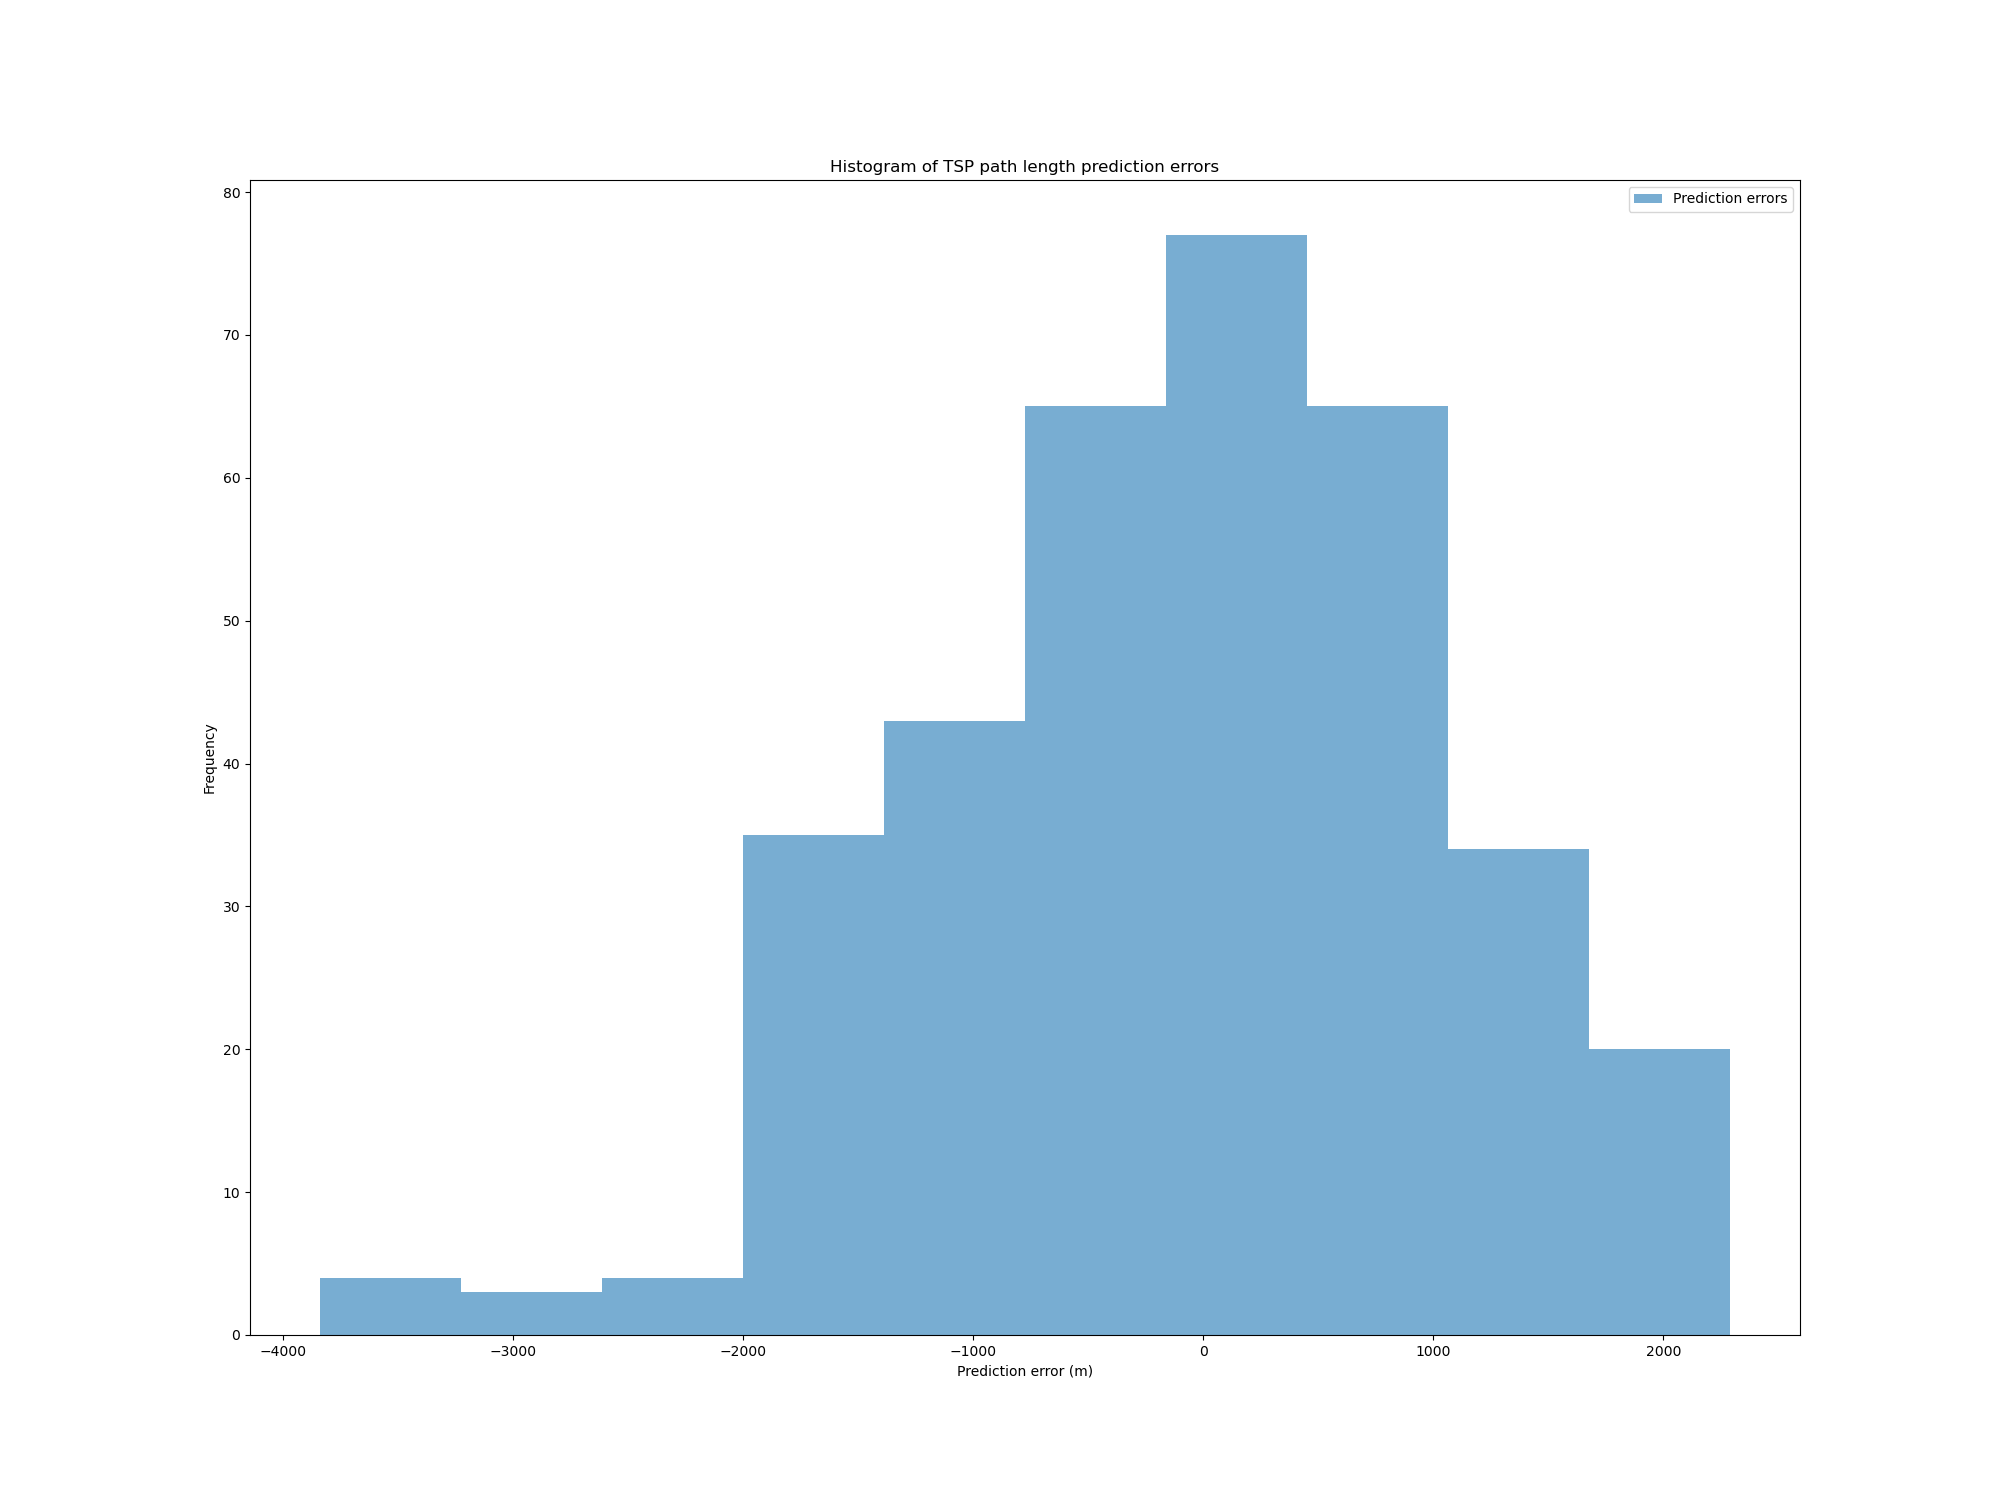 Histogram of TSP path length prediction errors
Prediction errors
80
70
60
50
40
30
20
10
0
Frequency
−4000 −3000 −2000 −1000 0 1000 2000
Prediction error (m)